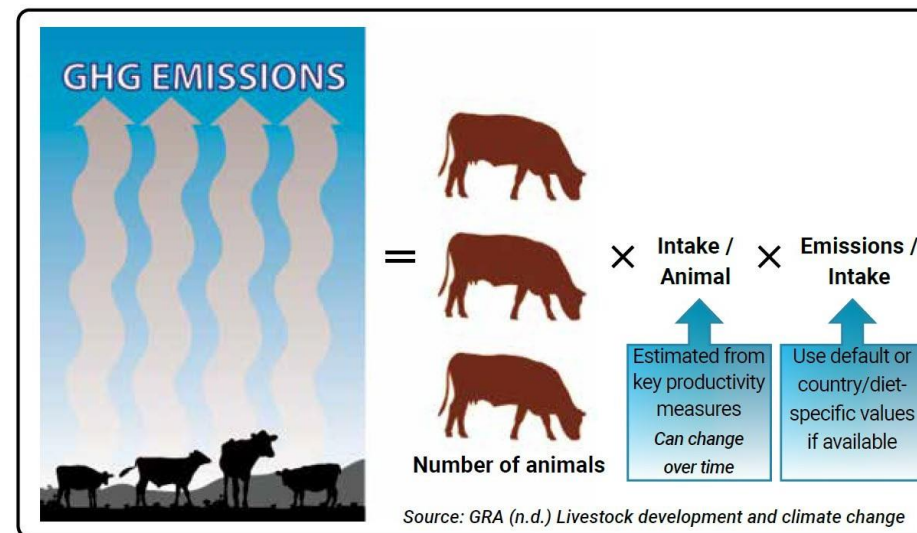 GHG EMISSIONS
=
Number of animals
×
Intake /
Animal
×
Emissions /
Intake
Estimated from
key productivity
measures
Can change
over time
Use default or
country/diet-
specific values
if available
Source: GRA (n.d.) Livestock development and climate change